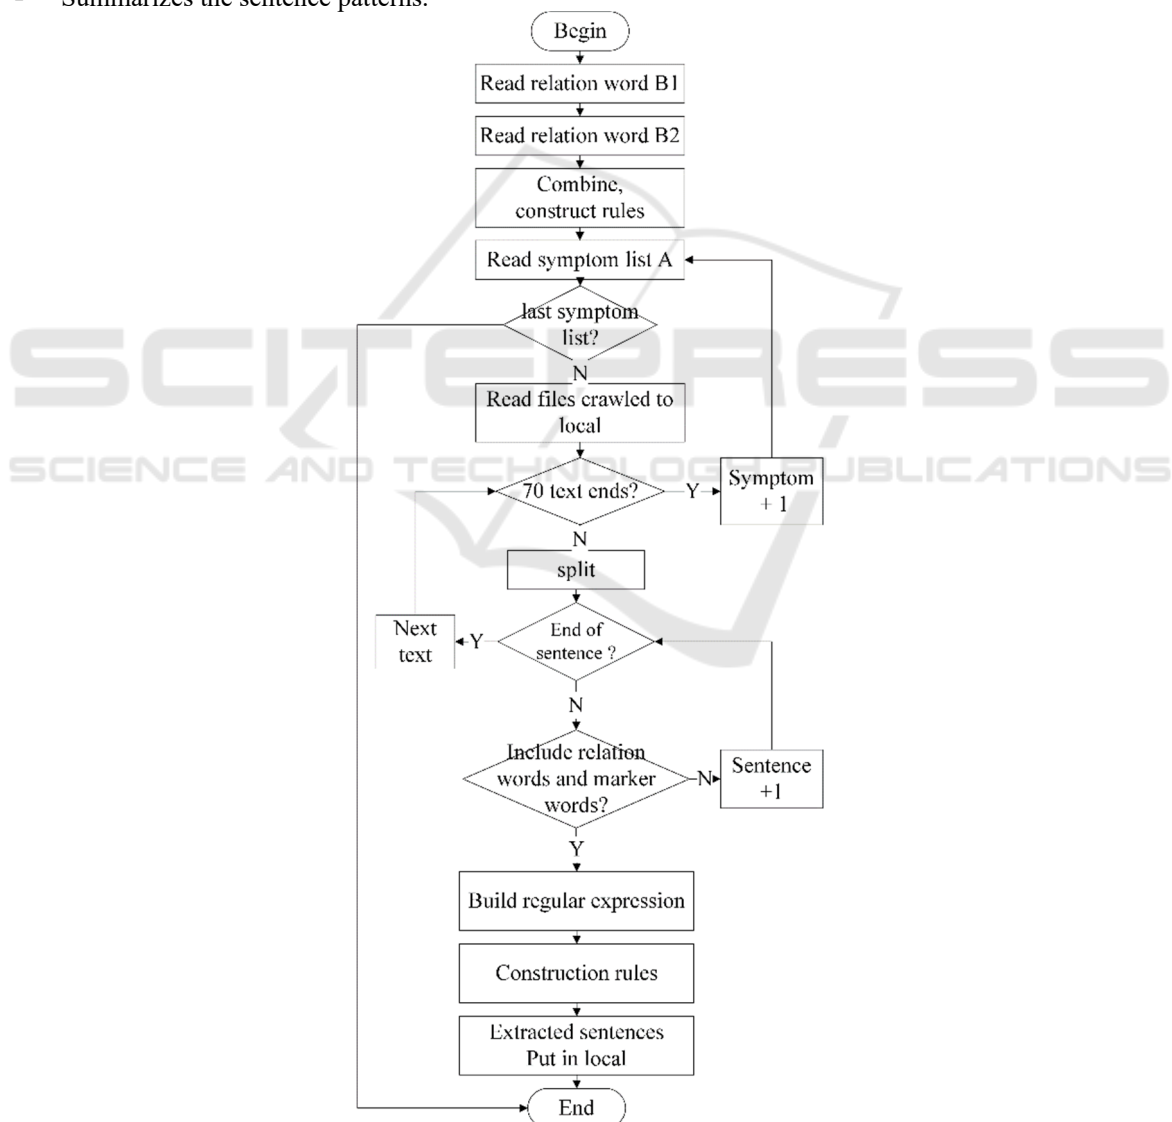 - Summarizes the sentence patterns.
Begin
Read relation word B1
Read relation word B2
Combine,
construct rules
Read symptom list A
last symptom
list?
N
Read files crawled to
local
70 text ends?
Y
Symptom
+ 1
N
split
End of
sentence ?
Y
Next
text
N
Include relation
words and marker
words?
N
Sentence
+1
Y
Build regular expression
Construction rules
Extracted sentences
Put in local
End
SCITEPRESS
SCIENCE AND TECHNOLOGY PUBLICATIONS